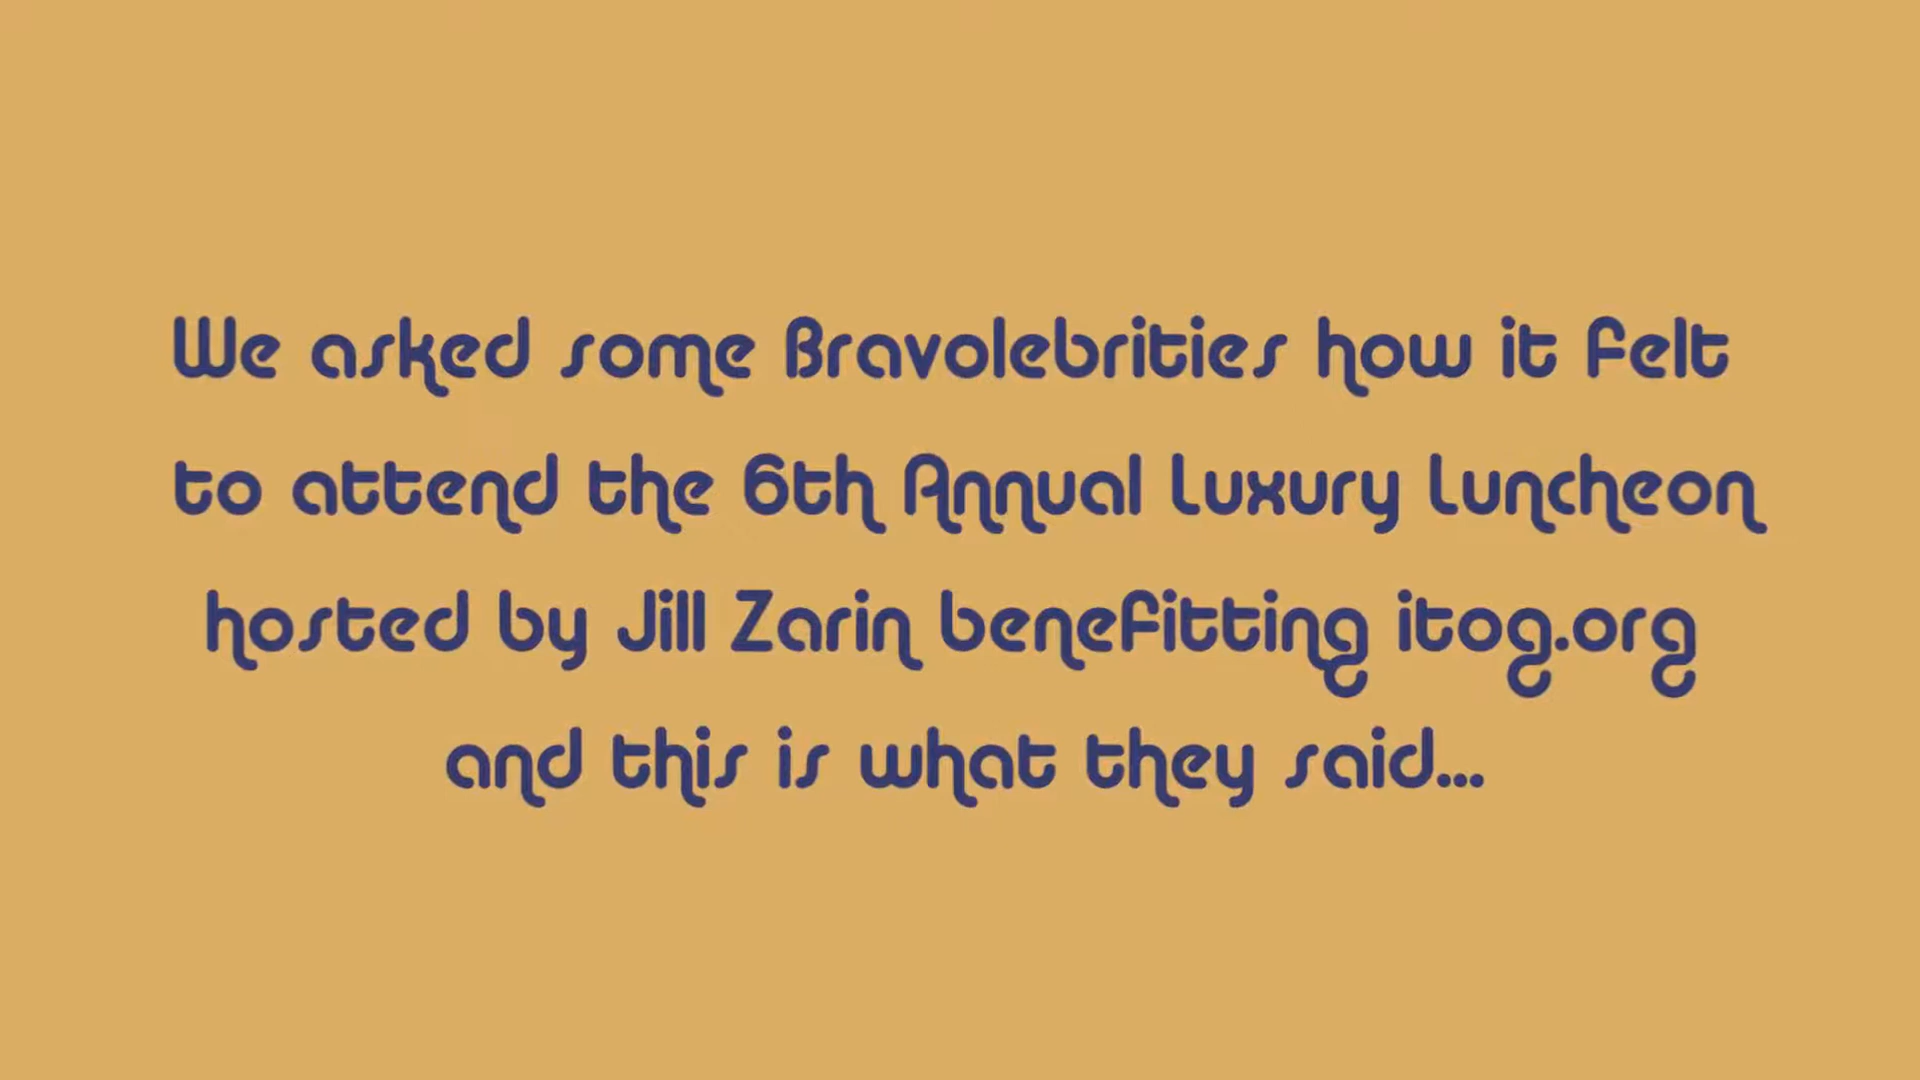 We asked some Bravolebrities how it felt
to attend the 6th Annual Luxury Luncheon
hosted by Jill Zarin benefitting itog.org
and this is what they said...